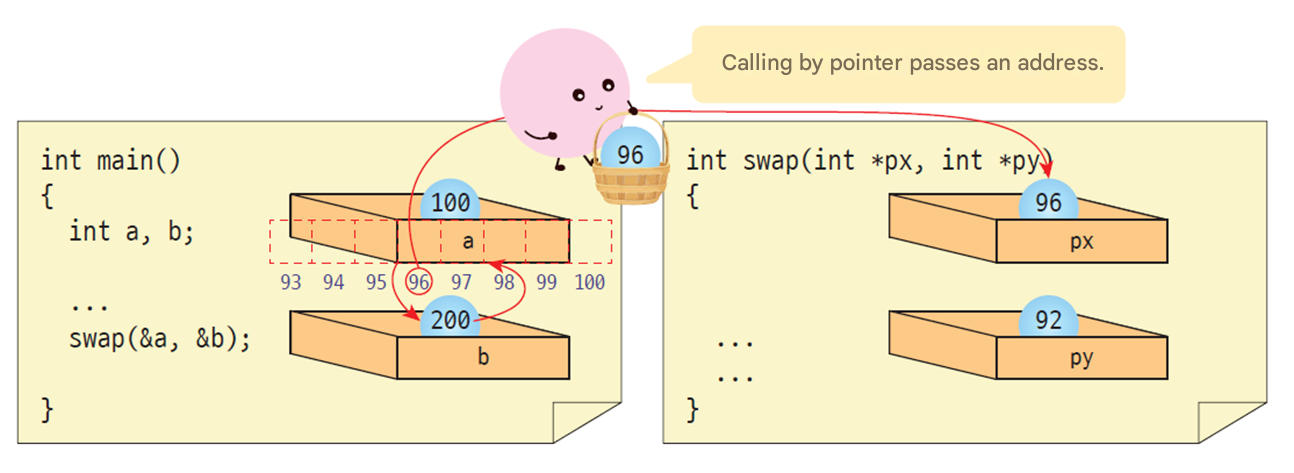 Calling by pointer passes an address.
96
int main()
{
int a, b;
...
swap(&a, &b);
}
100
a
93 94 95 96 97 98 99 100
200
b
int swap(int *px, int *py)
{
...
...
}
96
px
92
py